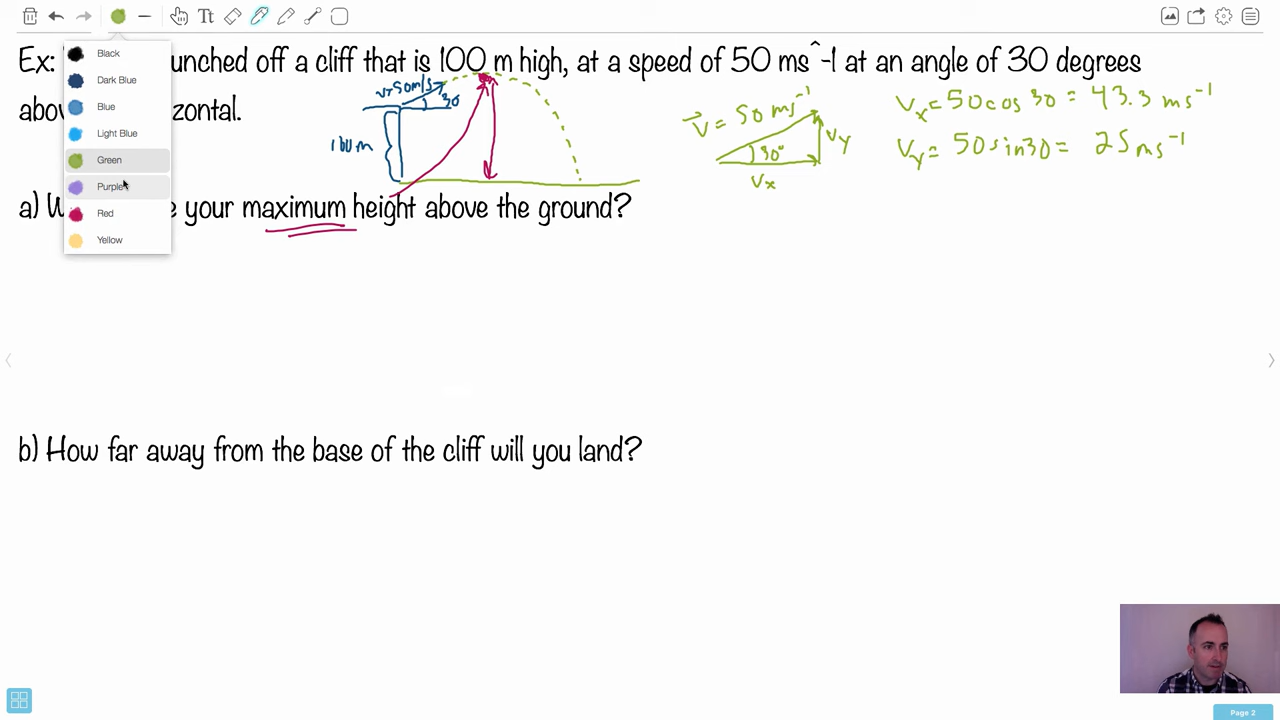 Tt
Black
Dark Blue
Blue
Light Blue
Green
Purple
Red
Yellow
Ex: unched off a cliff that is 100 m high, at a speed of 50 ms^-1 at an angle of 30 degrees
abov zontal.
v=50m/s
30
100m
V = 50 ms⁻¹
30°
Vy
Vx
Vx = 50cos 30 = 43.3 ms⁻¹
Vy = 50sin30 = 25ms⁻¹
a) W e your maximum height above the ground?
b) How far away from the base of the cliff will you land?
Page 2